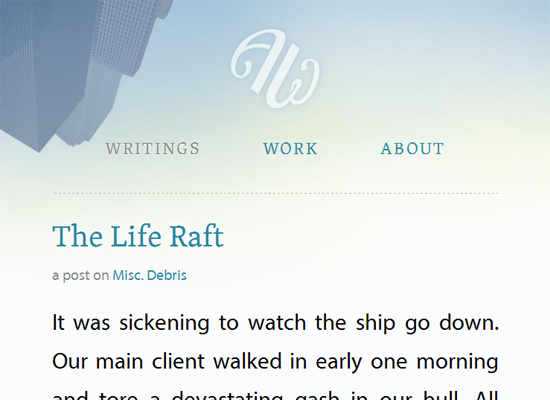 AW
WRITINGS WORK ABOUT
The Life Raft
a post on Misc. Debris
It was sickening to watch the ship go down.
Our main client walked in early one morning
and tore a devastating gash in our hull. All